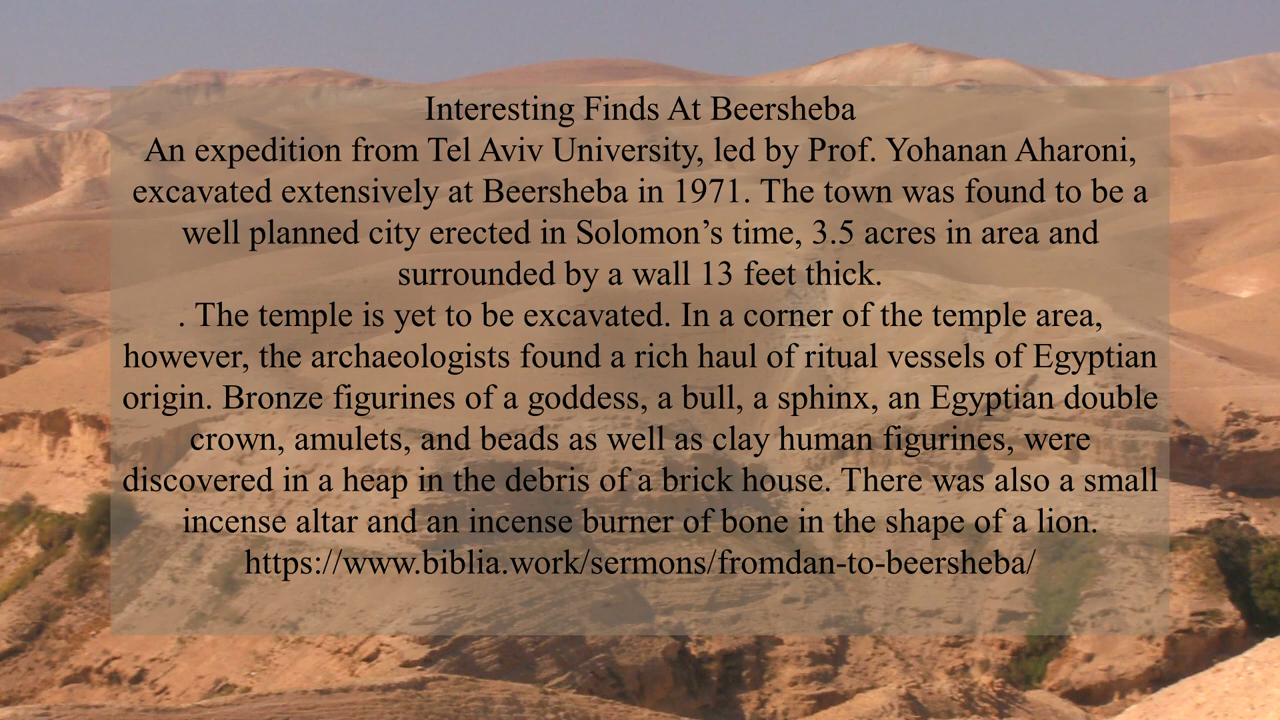 Interesting Finds At Beersheba
An expedition from Tel Aviv University, led by Prof. Yohanan Aharoni,
excavated extensively at Beersheba in 1971. The town was found to be a
well planned city erected in Solomon’s time, 3.5 acres in area and
surrounded by a wall 13 feet thick.
. The temple is yet to be excavated. In a corner of the temple area,
however, the archaeologists found a rich haul of ritual vessels of Egyptian
origin. Bronze figurines of a goddess, a bull, a sphinx, an Egyptian double
crown, amulets, and beads as well as clay human figurines, were
discovered in a heap in the debris of a brick house. There was also a small
incense altar and an incense burner of bone in the shape of a lion.
https://www.biblia.work/sermons/fromdan-to-beersheba/